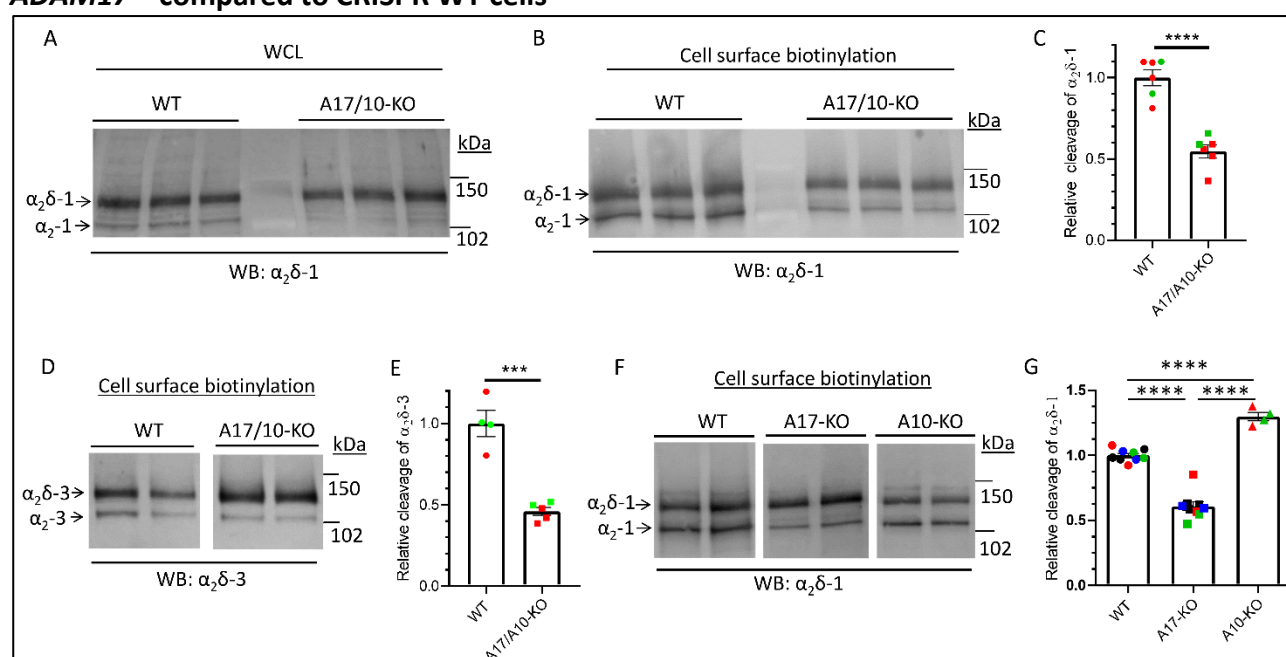 ADAM17 compared to CRISPR WT cells
A
WCL
WT A17/10-KO
kDa
150
102
α₂δ-1
α₂-1
WB: α₂δ-1
B
Cell surface biotinylation
WT A17/10-KO
kDa
150
102
α₂δ-1
α₂-1
WB: α₂δ-1
C
****
Relative cleavage of α₂δ-1
1.0
0.5
0.0
WT
A17/A10-KO
D
Cell surface biotinylation
WT A17/10-KO
kDa
150
102
α₂δ-3
α₂-3
WB: α₂δ-3
E
***
Relative cleavage of α₂δ-3
1.0
0.5
0.0
WT
A17/A10-KO
F
Cell surface biotinylation
WT A17-KO A10-KO
kDa
150
102
α₂δ-1
α₂-1
WB: α₂δ-1
G
****
**** ****
Relative cleavage of α₂δ-1
1.5
1.0
0.5
0.0
WT
A17-KO
A10-KO